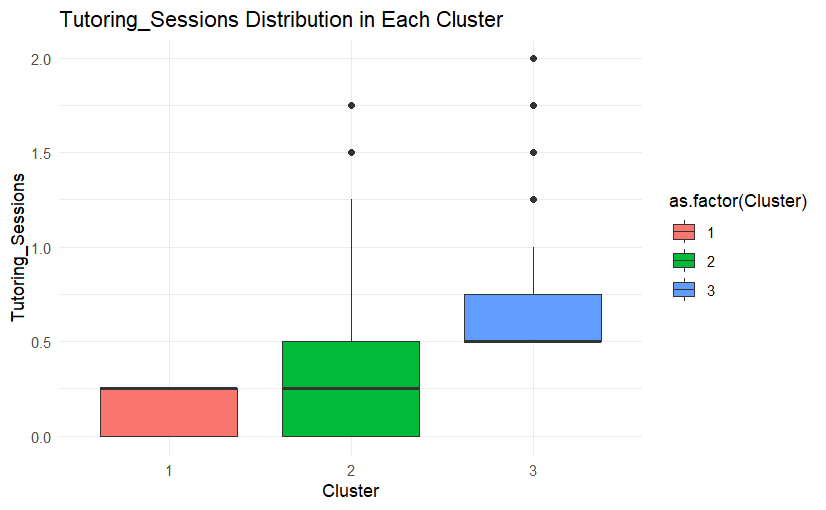 Tutoring_Sessions Distribution in Each Cluster
Tutoring_Sessions
2.0
1.5
1.0
0.5
0.0
1
2
3
Cluster
as.factor(Cluster)
1
2
3